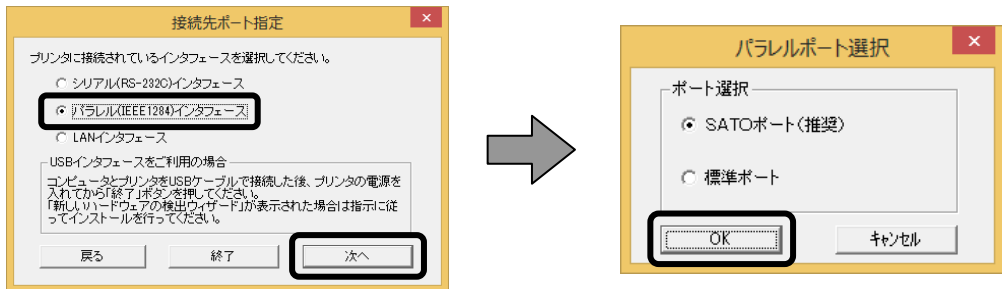 接続先ポート指定
プリンタに接続されているインタフェースを選択してください。
シリアル(RS-232C)インタフェース
パラレル(IEEE1284)インタフェース
LANインタフェース
USBインタフェースをご利用の場合
コンピュータとプリンタをUSBケーブルで接続した後、プリンタの電源を
入れてから「終了」ボタンを押してください。
「新しいハードウェアの検出ウィザード」が表示された場合は指示に従
ってインストールを行ってください。
戻る
終了
次へ
パラレルポート選択
ポート選択
SATOポート(推奨)
標準ポート
OK
キャンセル